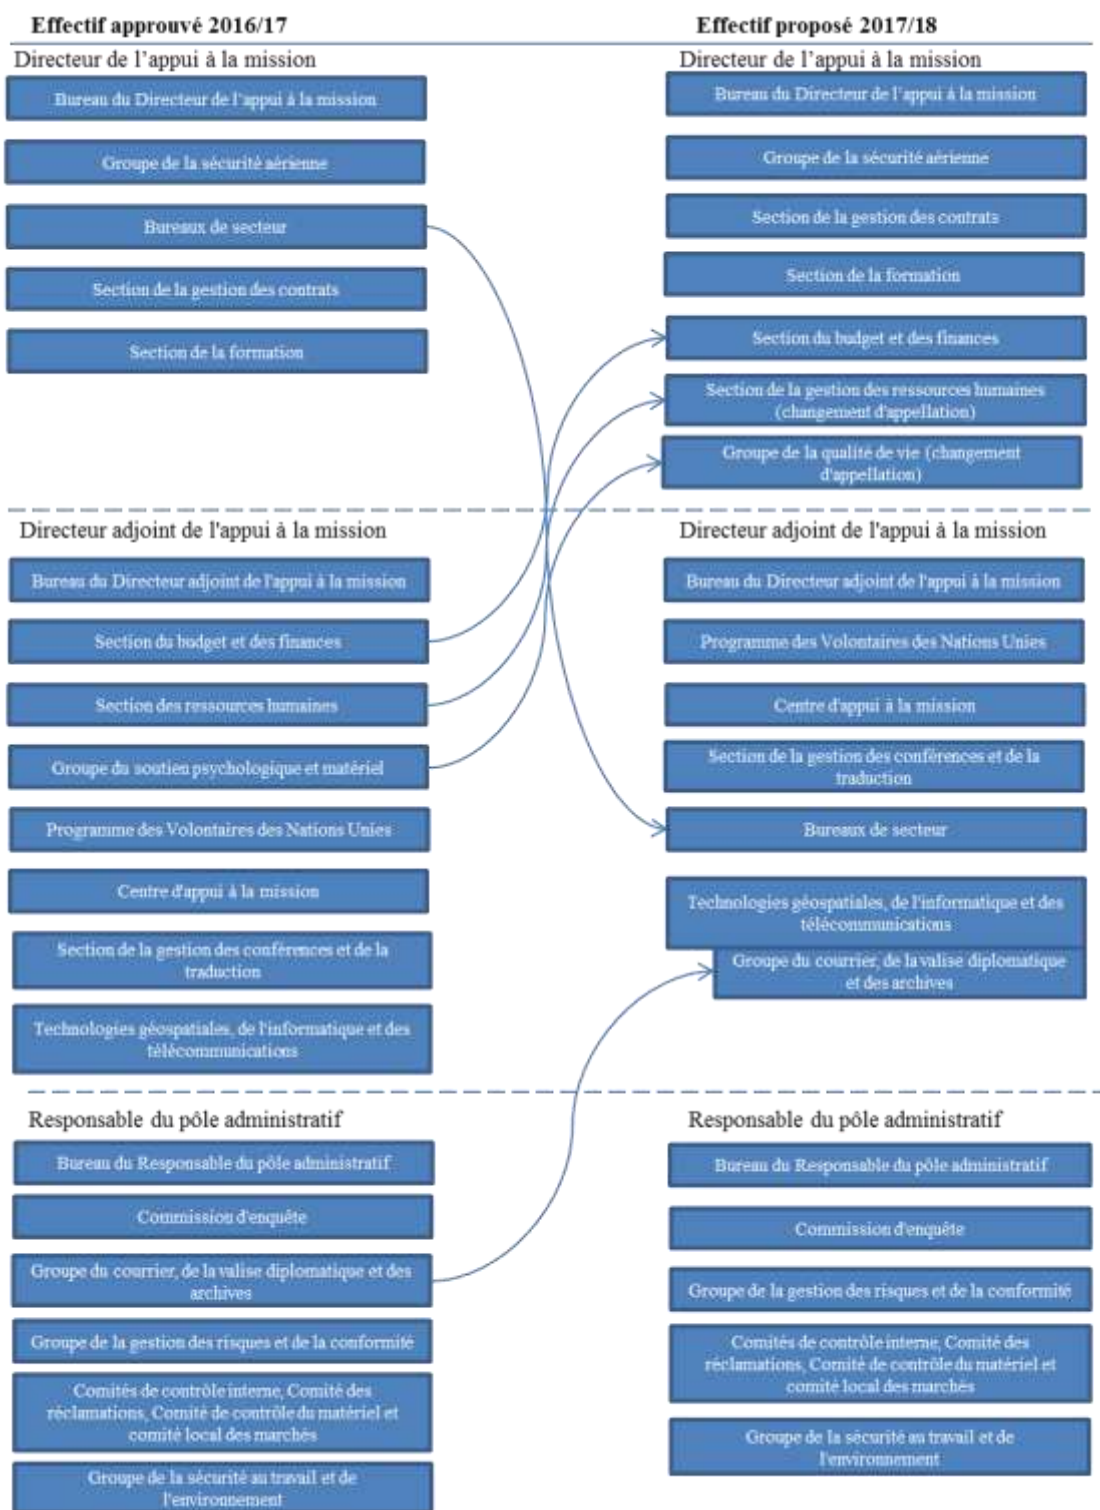 Effectif approuvé 2016/17
Directeur de l'appui à la mission
Bureau du Directeur de l'appui à la mission
Groupe de la sécurité aérienne
Bureaux de secteur
Section de la gestion des contrats
Section de la formation
Directeur adjoint de l'appui à la mission
Bureau du Directeur adjoint de l'appui à la mission
Section du budget et des finances
Section des ressources humaines
Groupe du soutien psychologique et matériel
Programme des Volontaires des Nations Unies
Centre d'appui à la mission
Section de la gestion des conférences et de la
traduction
Technologies géospatiales, de l'informatique et des
télécommunications
Responsable du pôle administratif
Bureau du Responsable du pôle administratif
Commission d'enquête
Groupe du courrier, de la valise diplomatique et des
archives
Groupe de la gestion des risques et de la conformité
Comités de contrôle interne, Comité des
réclamations, Comité de contrôle du matériel et
comité local des marchés
Groupe de la sécurité au travail et de
l'environnement
Effectif proposé 2017/18
Directeur de l'appui à la mission
Bureau du Directeur de l'appui à la mission
Groupe de la sécurité aérienne
Section de la gestion des contrats
Section de la formation
Section du budget et des finances
Section de la gestion des ressources humaines
(changement d'appellation)
Groupe de la qualité de vie (changement
d'appellation)
Directeur adjoint de l'appui à la mission
Bureau du Directeur adjoint de l'appui à la mission
Programme des Volontaires des Nations Unies
Centre d'appui à la mission
Section de la gestion des conférences et de la
traduction
Bureaux de secteur
Technologies géospatiales, de l'informatique et des
télécommunications
Groupe du courrier, de la valise diplomatique
et des archives
Responsable du pôle administratif
Bureau du Responsable du pôle administratif
Commission d'enquête
Groupe de la gestion des risques et de la conformité
Comités de contrôle interne, Comité des
réclamations, Comité de contrôle du matériel et
comité local des marchés
Groupe de la sécurité au travail et de
l'environnement